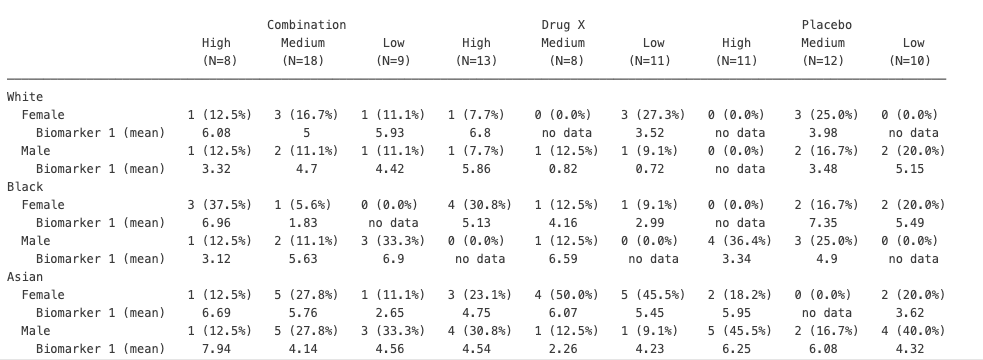 Combination Drug X Placebo
High Medium Low High Medium Low High Medium Low
(N=8) (N=18) (N=9) (N=13) (N=8) (N=11) (N=11) (N=12) (N=10)
White
Female 1 (12.5%) 3 (16.7%) 1 (11.1%) 1 (7.7%) 0 (0.0%) 3 (27.3%) 0 (0.0%) 3 (25.0%) 0 (0.0%)
Biomarker 1 (mean) 6.08 5 5.93 6.8 no data 3.52 no data 3.98 no data
Male 1 (12.5%) 2 (11.1%) 1 (11.1%) 1 (7.7%) 1 (12.5%) 1 (9.1%) 0 (0.0%) 2 (16.7%) 2 (20.0%)
Biomarker 1 (mean) 3.32 4.7 4.42 5.86 0.82 0.72 no data 3.48 5.15
Black
Female 3 (37.5%) 1 (5.6%) 0 (0.0%) 4 (30.8%) 1 (12.5%) 1 (9.1%) 0 (0.0%) 2 (16.7%) 2 (20.0%)
Biomarker 1 (mean) 6.96 1.83 no data 5.13 4.16 2.99 no data 7.35 5.49
Male 1 (12.5%) 2 (11.1%) 3 (33.3%) 0 (0.0%) 1 (12.5%) 0 (0.0%) 4 (36.4%) 3 (25.0%) 0 (0.0%)
Biomarker 1 (mean) 3.12 5.63 6.9 no data 6.59 no data 3.34 4.9 no data
Asian
Female 1 (12.5%) 5 (27.8%) 1 (11.1%) 3 (23.1%) 4 (50.0%) 5 (45.5%) 2 (18.2%) 0 (0.0%) 2 (20.0%)
Biomarker 1 (mean) 6.69 5.76 2.65 4.75 6.07 5.45 5.95 no data 3.62
Male 1 (12.5%) 5 (27.8%) 3 (33.3%) 4 (30.8%) 1 (12.5%) 1 (9.1%) 5 (45.5%) 2 (16.7%) 4 (40.0%)
Biomarker 1 (mean) 7.94 4.14 4.56 4.54 2.26 4.23 6.25 6.08 4.32